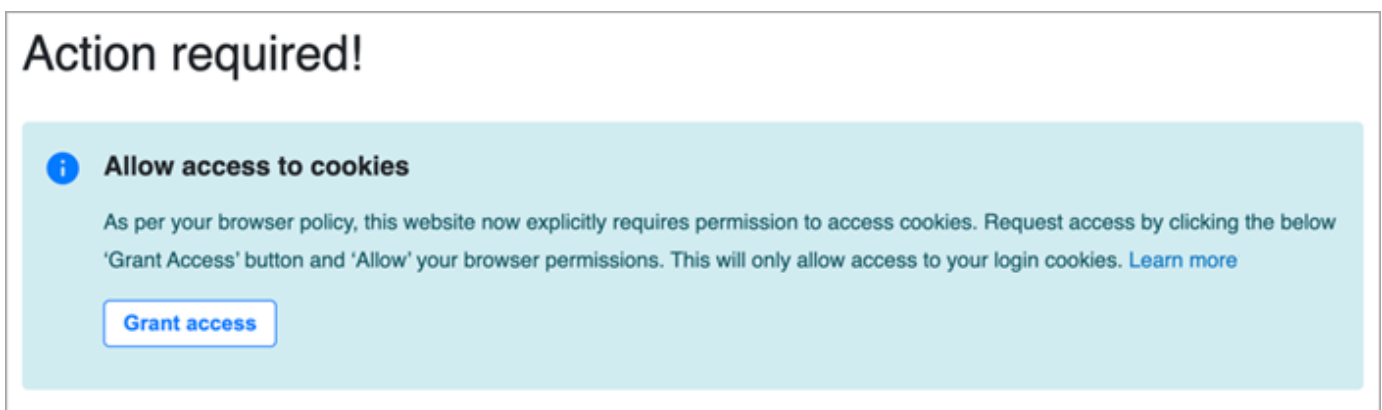 Action required!
Allow access to cookies
As per your browser policy, this website now explicitly requires permission to access cookies. Request access by clicking the below
‘Grant Access’ button and ‘Allow’ your browser permissions. This will only allow access to your login cookies. Learn more
Grant access